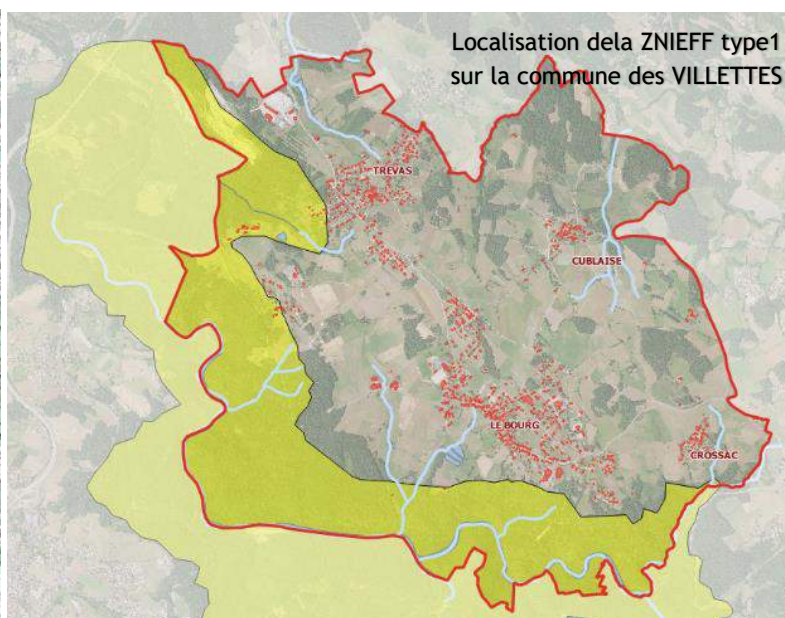 Localisation dela ZNIEFF type1
sur la commune des VILLETTES
TREVAS
CUBLAISE
LE BOURG
CROSSAC